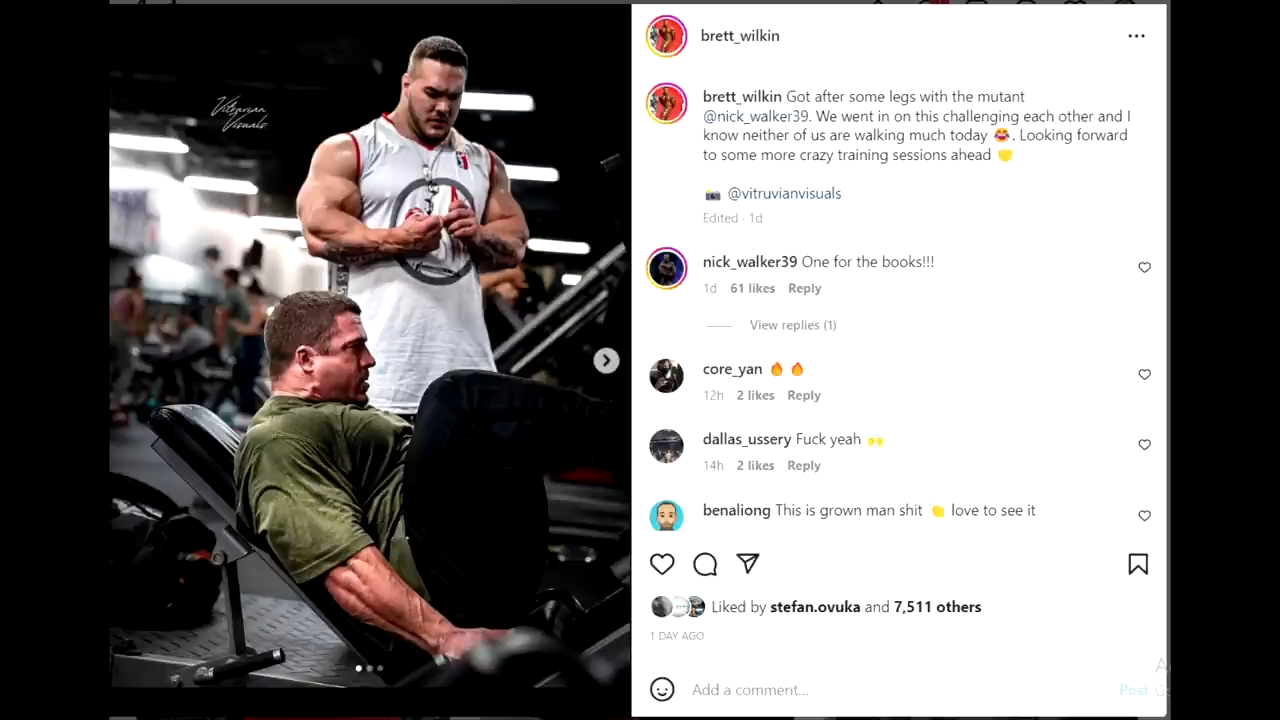 Vitruvian
Visuals
brett_wilkin
brett_wilkin Got after some legs with the mutant
@nick_walker39. We went in on this challenging each other and I
know neither of us are walking much today 😂. Looking forward
to some more crazy training sessions ahead 💛
📸 @vitruvianvisuals
Edited · 1d
nick_walker39 One for the books!!!
1d 61 likes Reply
View replies (1)
core_yan 🔥 🔥
12h 2 likes Reply
dallas_ussery Fuck yeah 🙌
14h 2 likes Reply
benaliong This is grown man shit 👏 love to see it
Liked by stefan.ovuka and 7,511 others
1 DAY AGO
Add a comment...
Post